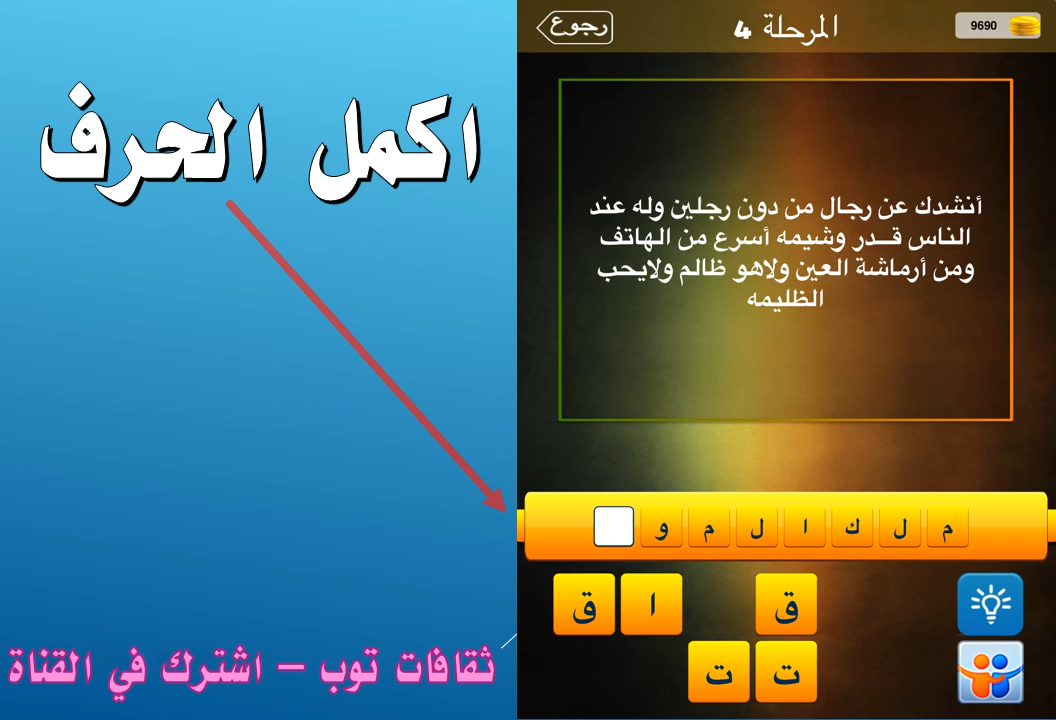 اكمل الحرف
ثقافات توب – اشترك في القناة
رجوع
المرحلة 4
9690
أنشدك عن رجال من دون رجلين وله عند
الناس قــدر وشيمه أسرع من الهاتف
ومن أرماشة العين ولاهو ظالم ولايحب
الظليمه
م ل ك ا ل م و
ق ا ق
ت ت